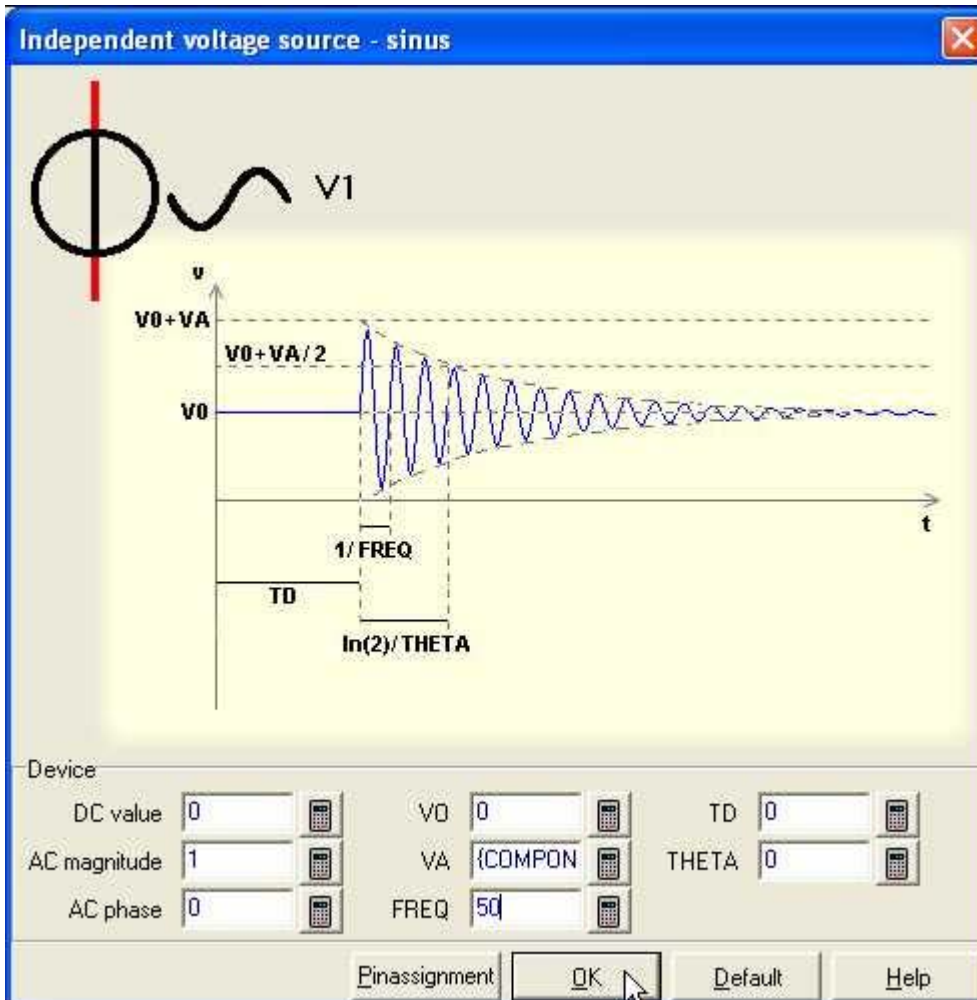 Independent voltage source - sinus
V1
v
V0+VA
V0+VA/2
V0
t
1/FREQ
TD
ln(2)/THETA
Device
DC value 0 V0 0 TD 0
AC magnitude 1 VA {COMPON THETA 0
AC phase 0 FREQ 50
Pinassignment OK Default Help